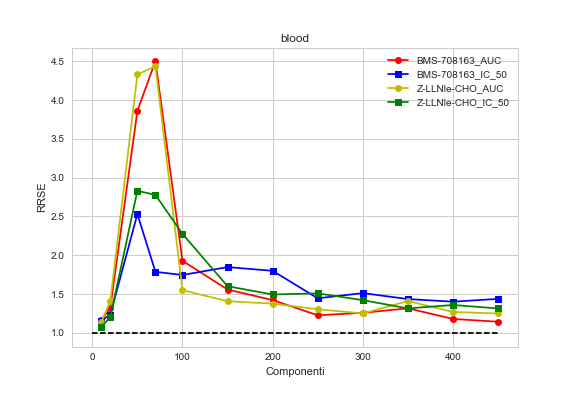 blood
BMS-708163_AUC
BMS-708163_IC_50
Z-LLNle-CHO_AUC
Z-LLNle-CHO_IC_50
RRSE
4.5
4.0
3.5
3.0
2.5
2.0
1.5
1.0
0 100 200 300 400
Componenti